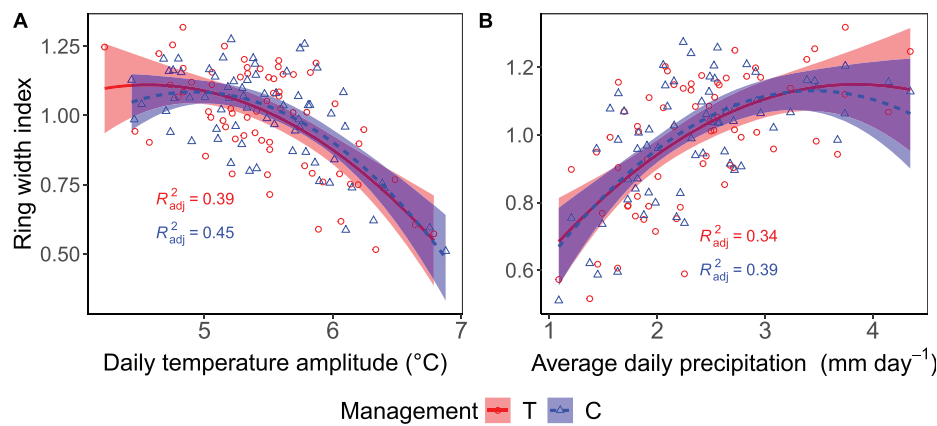 A
B
Ring width index
1.25
1.00
0.75
0.50
R²adj = 0.39
R²adj = 0.45
5
6
7
Daily temperature amplitude (°C)
1.2
1.0
0.8
0.6
R²adj = 0.34
R²adj = 0.39
1
2
3
4
Average daily precipitation (mm day⁻¹)
Management T C